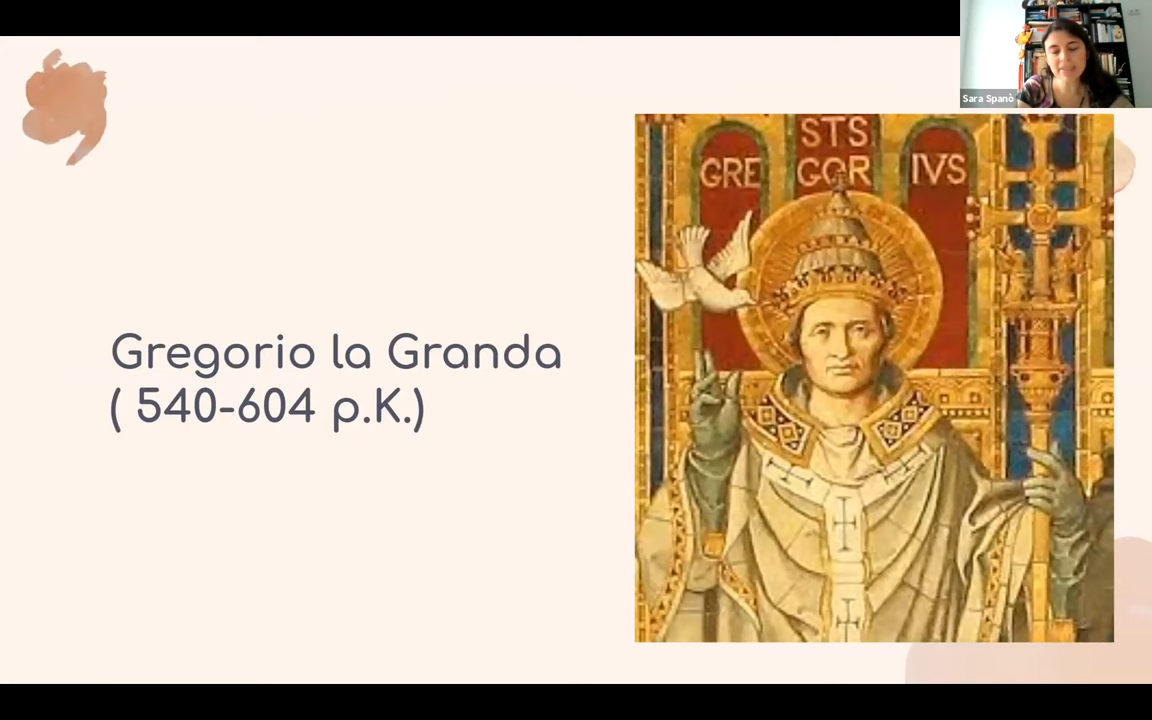 Sara Spanò
STS
GRE GOR IVS
Gregorio la Granda
( 540-604 p.K.)